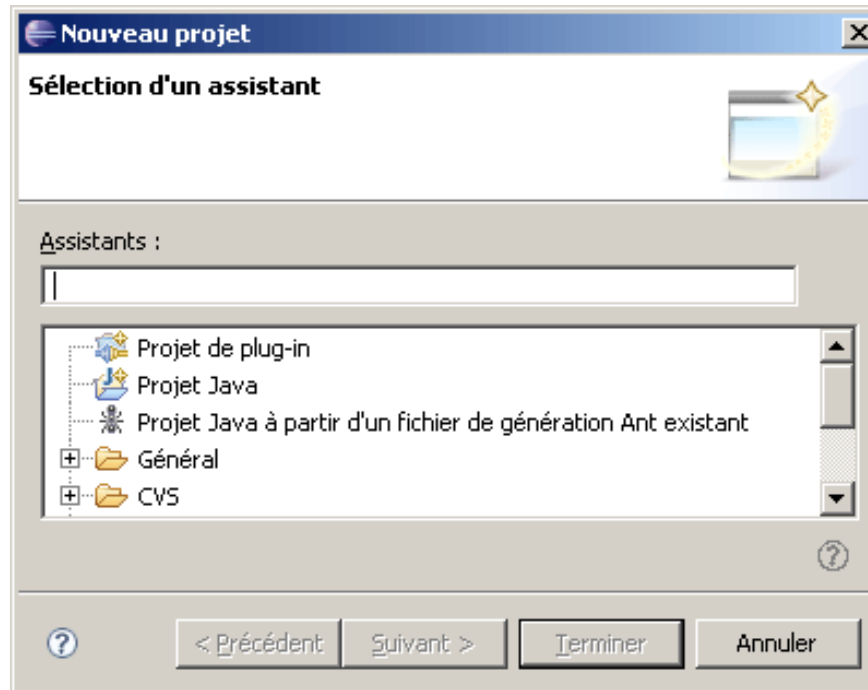 Nouveau projet
Sélection d'un assistant
Assistants :
Projet de plug-in
Projet Java
Projet Java à partir d'un fichier de génération Ant existant
Général
CVS
< Précédent
Suivant >
Terminer
Annuler